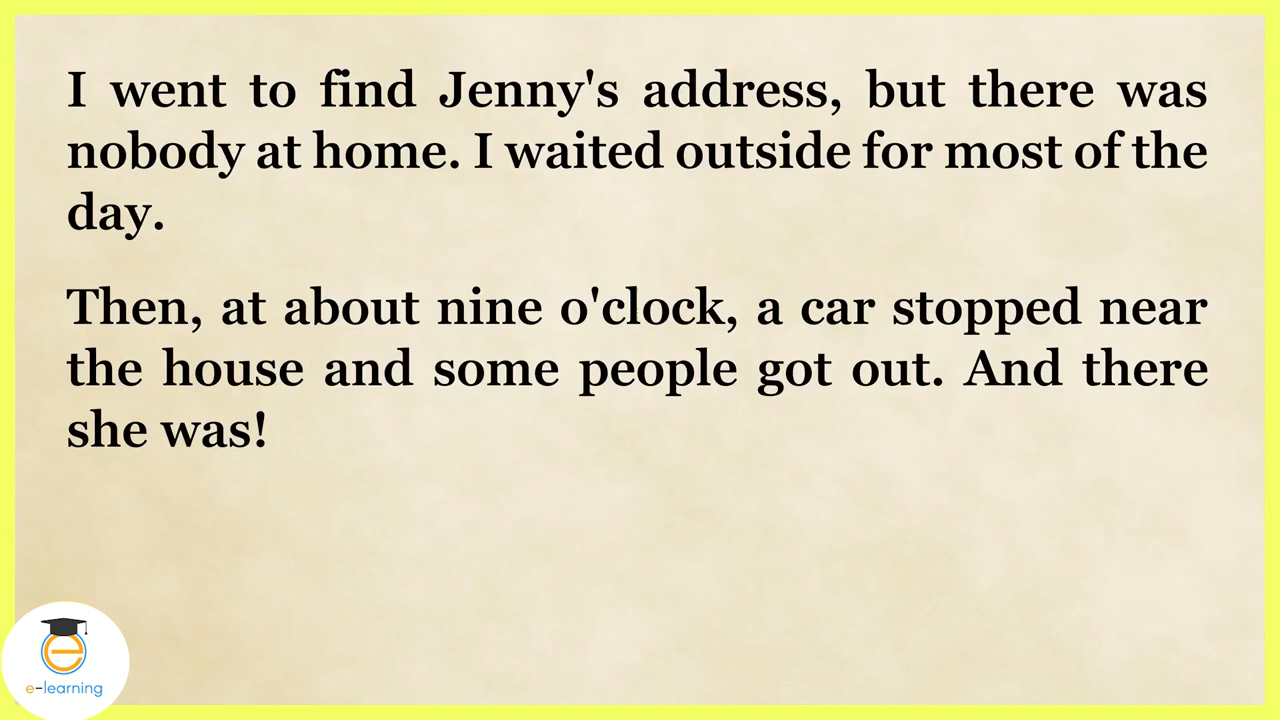 I went to find Jenny's address, but there was
nobody at home. I waited outside for most of the
day.
Then, at about nine o'clock, a car stopped near
the house and some people got out. And there
she was!
e-learning